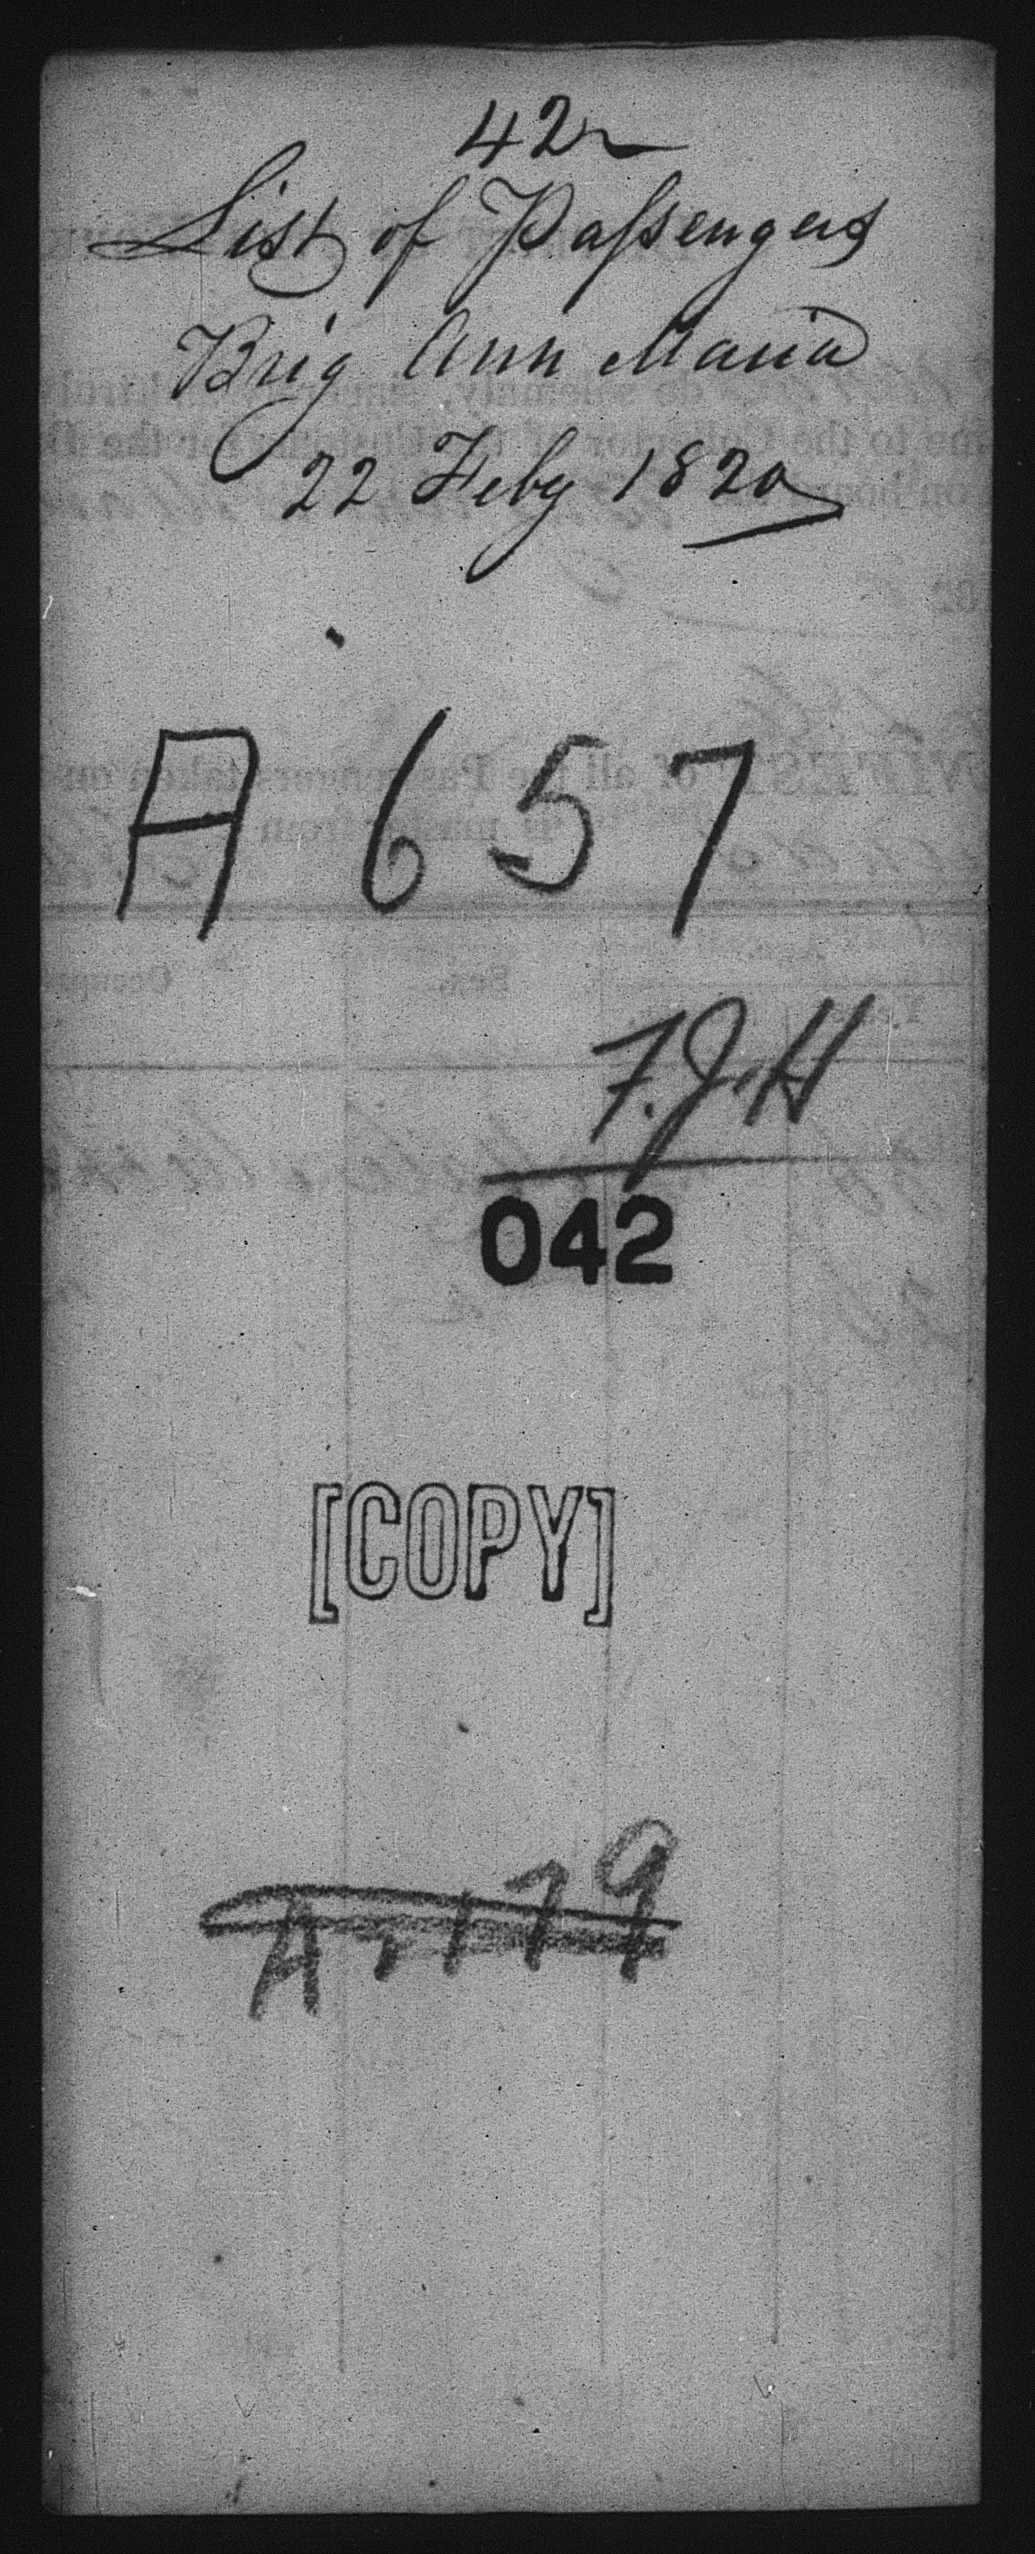 42
List of Passengers
Brig Ann Maria
22 Feby 1820
A 657
F.J.H
042
[COPY]
A-179